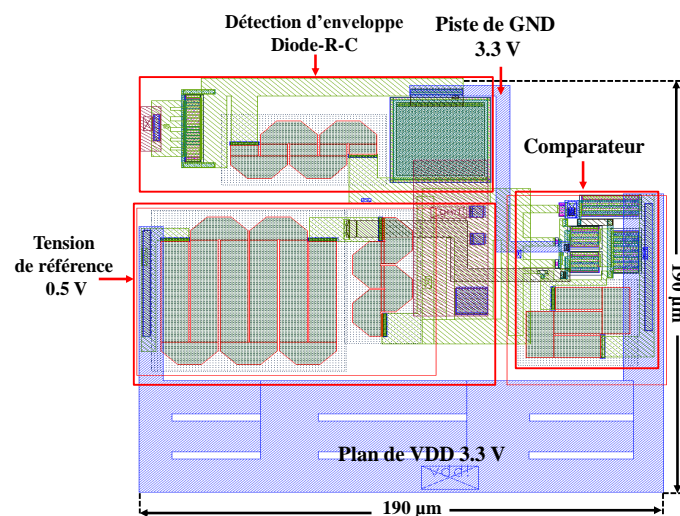 Détection d’enveloppe
Diode-R-C
Piste de GND
3.3 V
Comparateur
Tension
de référence
0.5 V
190 µm
Plan de VDD 3.3 V
vdd!
190 µm